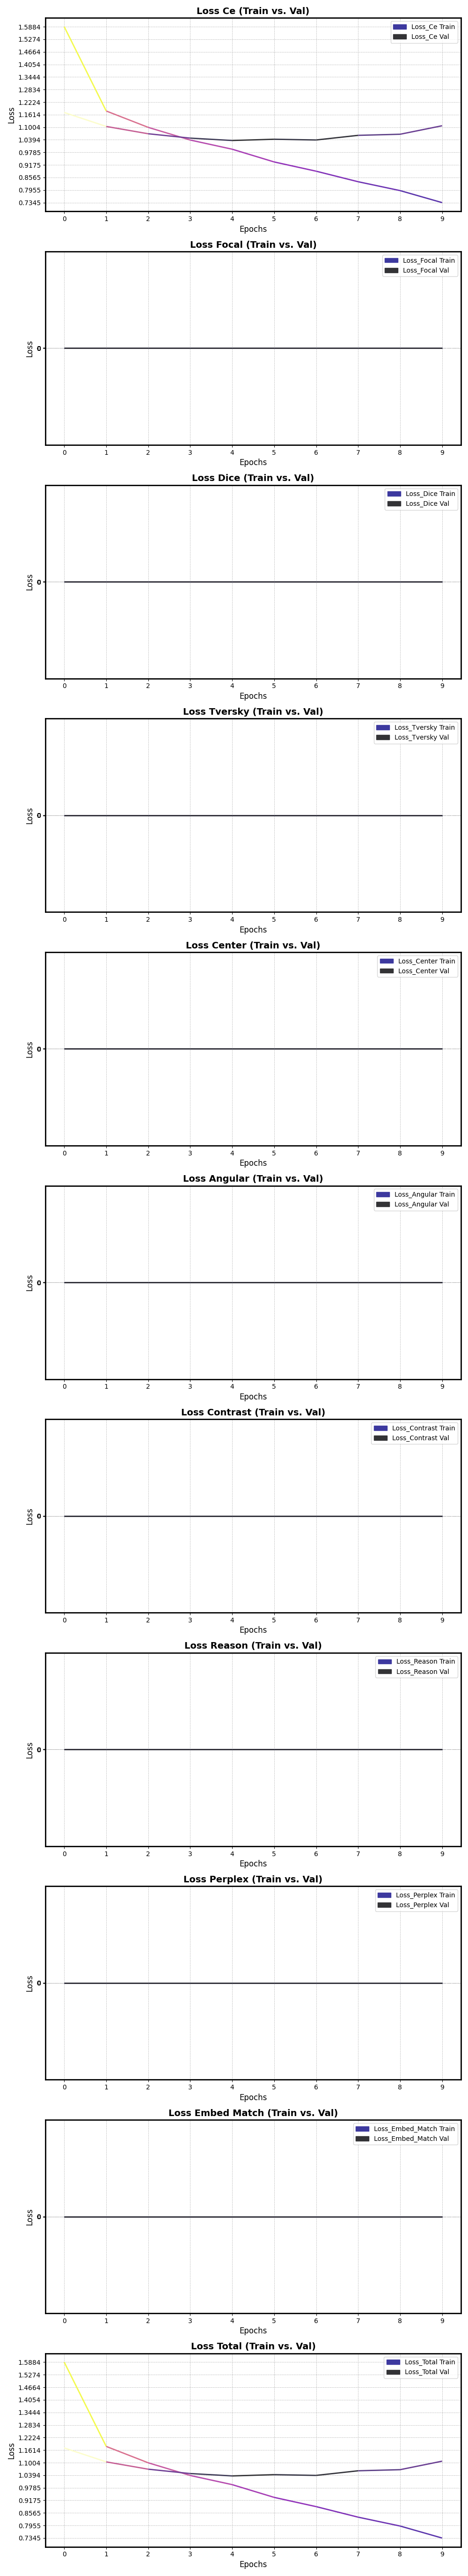 Loss Ce (Train vs. Val)
Loss_Ce Train
Loss_Ce Val
1.5884
1.5274
1.4664
1.4054
1.3444
1.2834
1.2224
1.1614
1.1004
1.0394
0.9785
0.9175
0.8565
0.7955
0.7345
Loss
0 1 2 3 4 5 6 7 8 9
Epochs
Loss Focal (Train vs. Val)
Loss_Focal Train
Loss_Focal Val
Loss
0
0 1 2 3 4 5 6 7 8 9
Epochs
Loss Dice (Train vs. Val)
Loss_Dice Train
Loss_Dice Val
Loss
0
0 1 2 3 4 5 6 7 8 9
Epochs
Loss Tversky (Train vs. Val)
Loss_Tversky Train
Loss_Tversky Val
Loss
0
0 1 2 3 4 5 6 7 8 9
Epochs
Loss Center (Train vs. Val)
Loss_Center Train
Loss_Center Val
Loss
0
0 1 2 3 4 5 6 7 8 9
Epochs
Loss Angular (Train vs. Val)
Loss_Angular Train
Loss_Angular Val
Loss
0
0 1 2 3 4 5 6 7 8 9
Epochs
Loss Contrast (Train vs. Val)
Loss_Contrast Train
Loss_Contrast Val
Loss
0
0 1 2 3 4 5 6 7 8 9
Epochs
Loss Reason (Train vs. Val)
Loss_Reason Train
Loss_Reason Val
Loss
0
0 1 2 3 4 5 6 7 8 9
Epochs
Loss Perplex (Train vs. Val)
Loss_Perplex Train
Loss_Perplex Val
Loss
0
0 1 2 3 4 5 6 7 8 9
Epochs
Loss Embed Match (Train vs. Val)
Loss_Embed_Match Train
Loss_Embed_Match Val
Loss
0
0 1 2 3 4 5 6 7 8 9
Epochs
Loss Total (Train vs. Val)
Loss_Total Train
Loss_Total Val
1.5884
1.5274
1.4664
1.4054
1.3444
1.2834
1.2224
1.1614
1.1004
1.0394
0.9785
0.9175
0.8565
0.7955
0.7345
Loss
0 1 2 3 4 5 6 7 8 9
Epochs